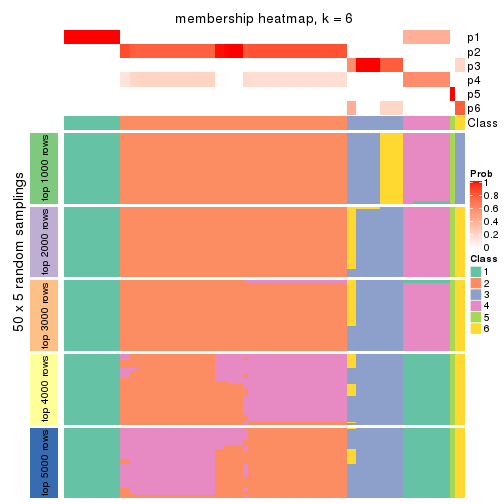 membership heatmap, k = 6
p1
p2
p3
p4
p5
p6
Class
50 x 5 random samplings
top 1000 rows
top 2000 rows
top 3000 rows
top 4000 rows
top 5000 rows
Prob
1
0.8
0.6
0.4
0.2
0
Class
1
2
3
4
5
6